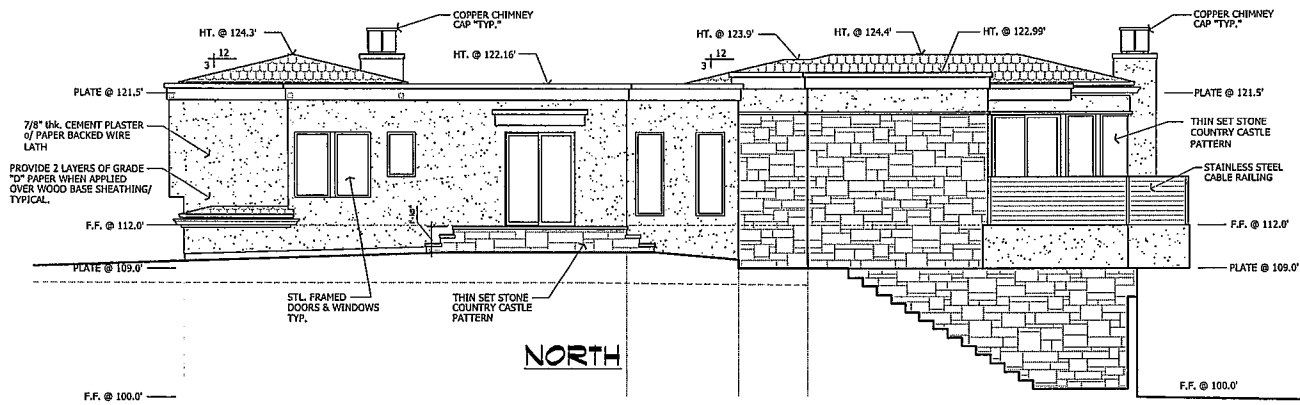 COPPER CHIMNEY
CAP "TYP."
HT. @ 124.3'
12
3
HT. @ 122.16'
HT. @ 123.9'
HT. @ 124.4'
HT. @ 122.99'
12
3
COPPER CHIMNEY
CAP "TYP."
PLATE @ 121.5'
PLATE @ 121.5'
7/8" thk. CEMENT PLASTER
o/ PAPER BACKED WIRE
LATH
PROVIDE 2 LAYERS OF GRADE
"D" PAPER WHEN APPLIED
OVER WOOD BASE SHEATHING/
TYPICAL.
THIN SET STONE
COUNTRY CASTLE
PATTERN
STAINLESS STEEL
CABLE RAILING
F.F. @ 112.0'
F.F. @ 112.0'
PLATE @ 109.0'
PLATE @ 109.0'
STL. FRAMED
DOORS & WINDOWS
TYP.
THIN SET STONE
COUNTRY CASTLE
PATTERN
NORTH
F.F. @ 100.0'
F.F. @ 100.0'